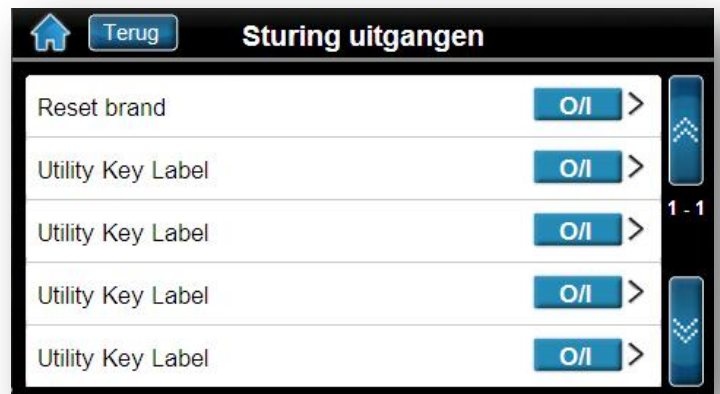 Terug Sturing uitgangen
Reset brand O/I
Utility Key Label O/I
1 - 1
Utility Key Label O/I
Utility Key Label O/I
Utility Key Label O/I